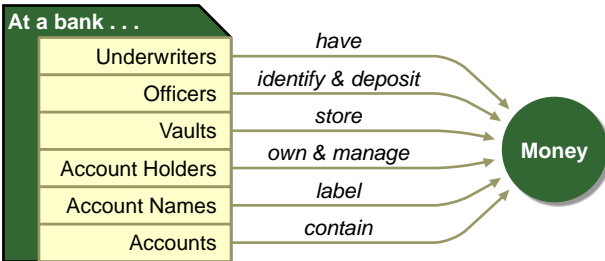 At a bank . . .
Underwriters have
Officers identify & deposit
Vaults store
Account Holders own & manage
Account Names label
Accounts contain
Money